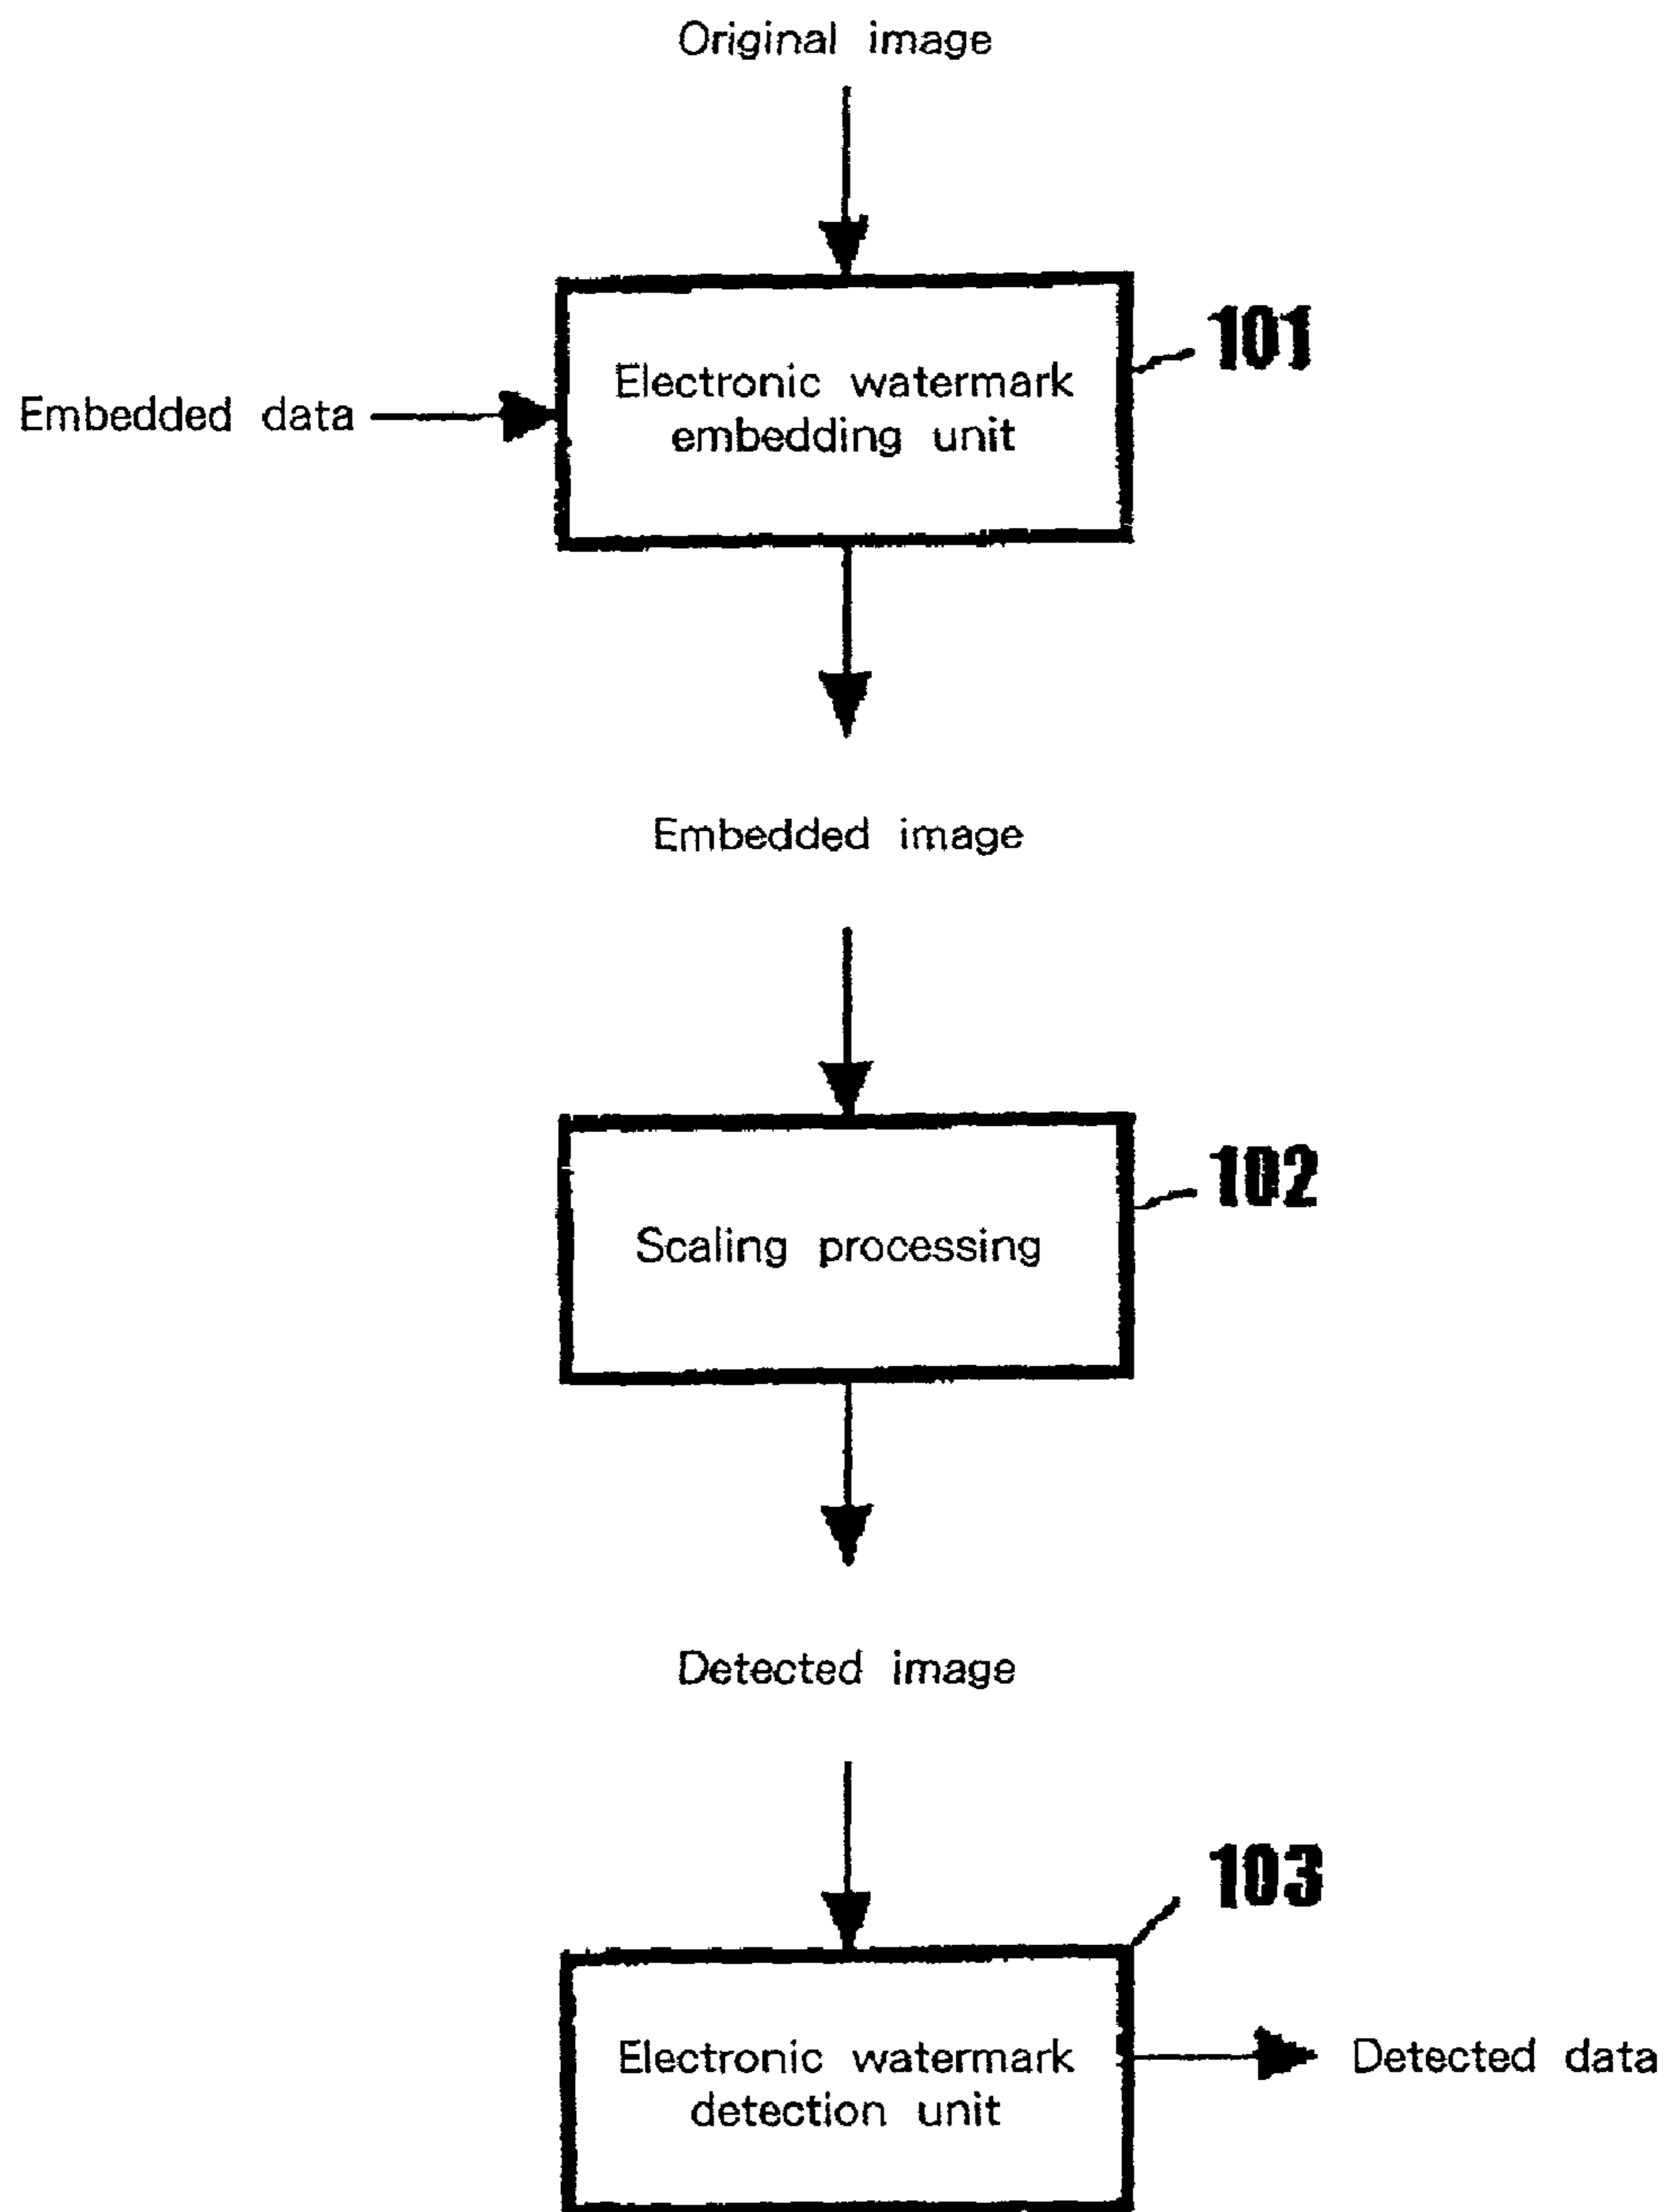 Original image
101
Electronic watermark
embedding unit
Embedded data
Embedded image
102
Scaling processing
Detected image
103
Electronic watermark
detection unit
Detected data